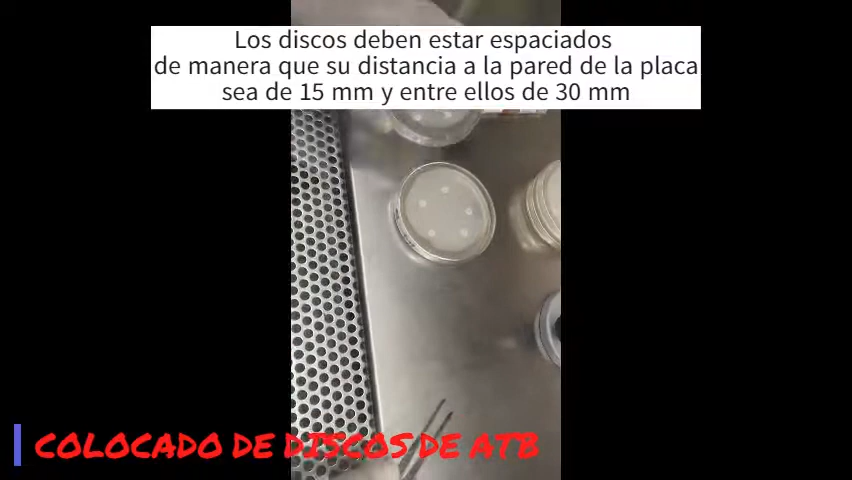 Los discos deben estar espaciados
de manera que su distancia a la pared de la placa
sea de 15 mm y entre ellos de 30 mm
COLOCADO DE DISCOS DE ATB